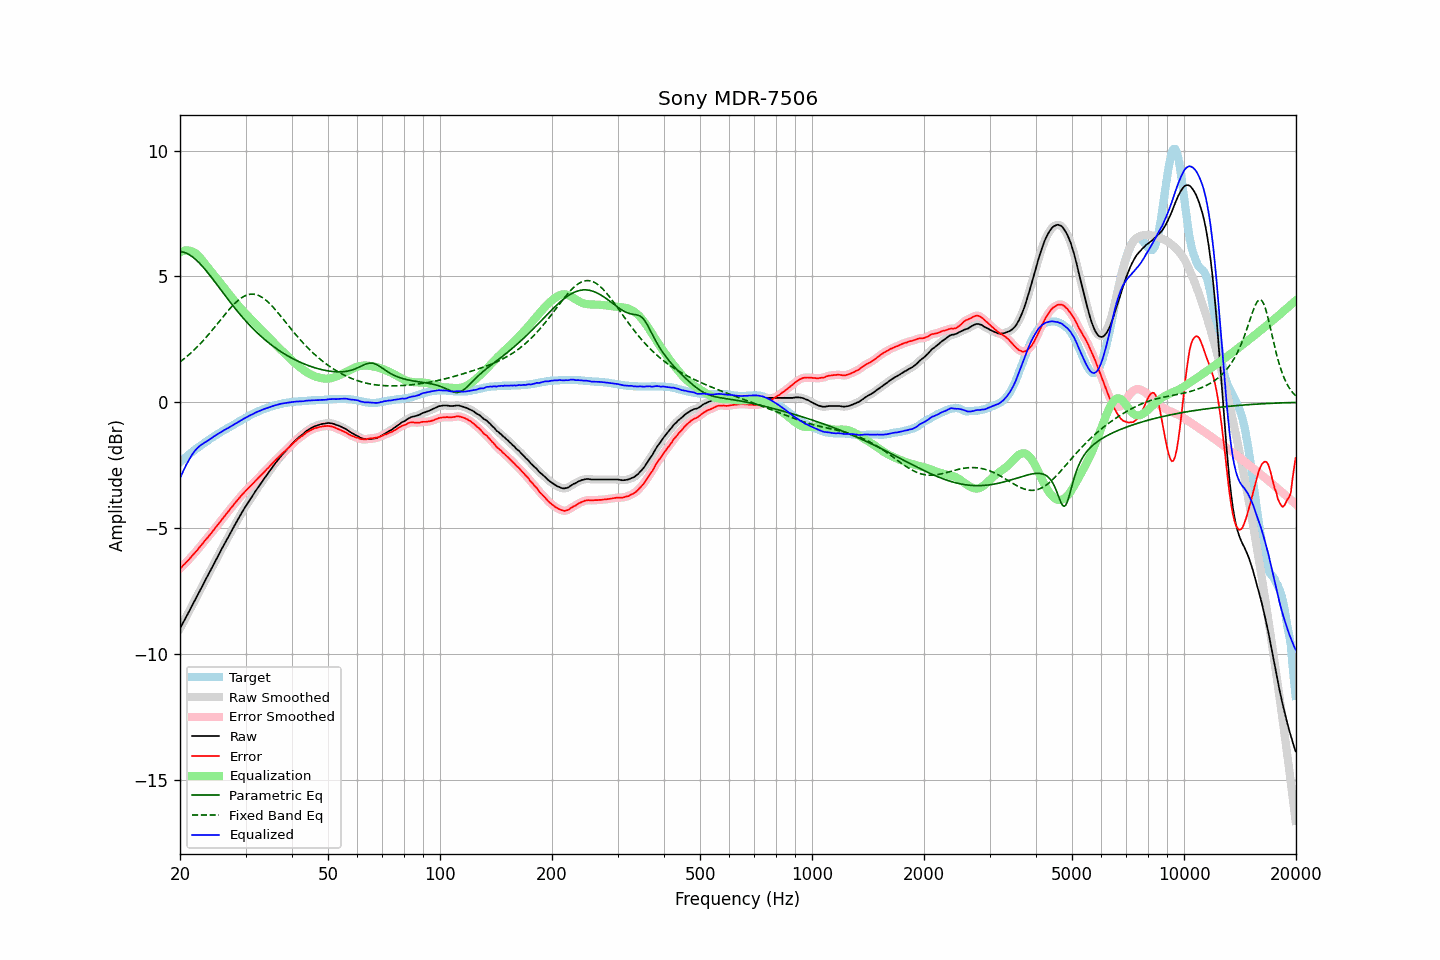 Sony MDR-7506
10
5
0
−5
−10
−15
Amplitude (dBr)
Target
Raw Smoothed
Error Smoothed
Raw
Error
Equalization
Parametric Eq
Fixed Band Eq
Equalized
20 50 100 200 500 1000 2000 5000 10000 20000
Frequency (Hz)